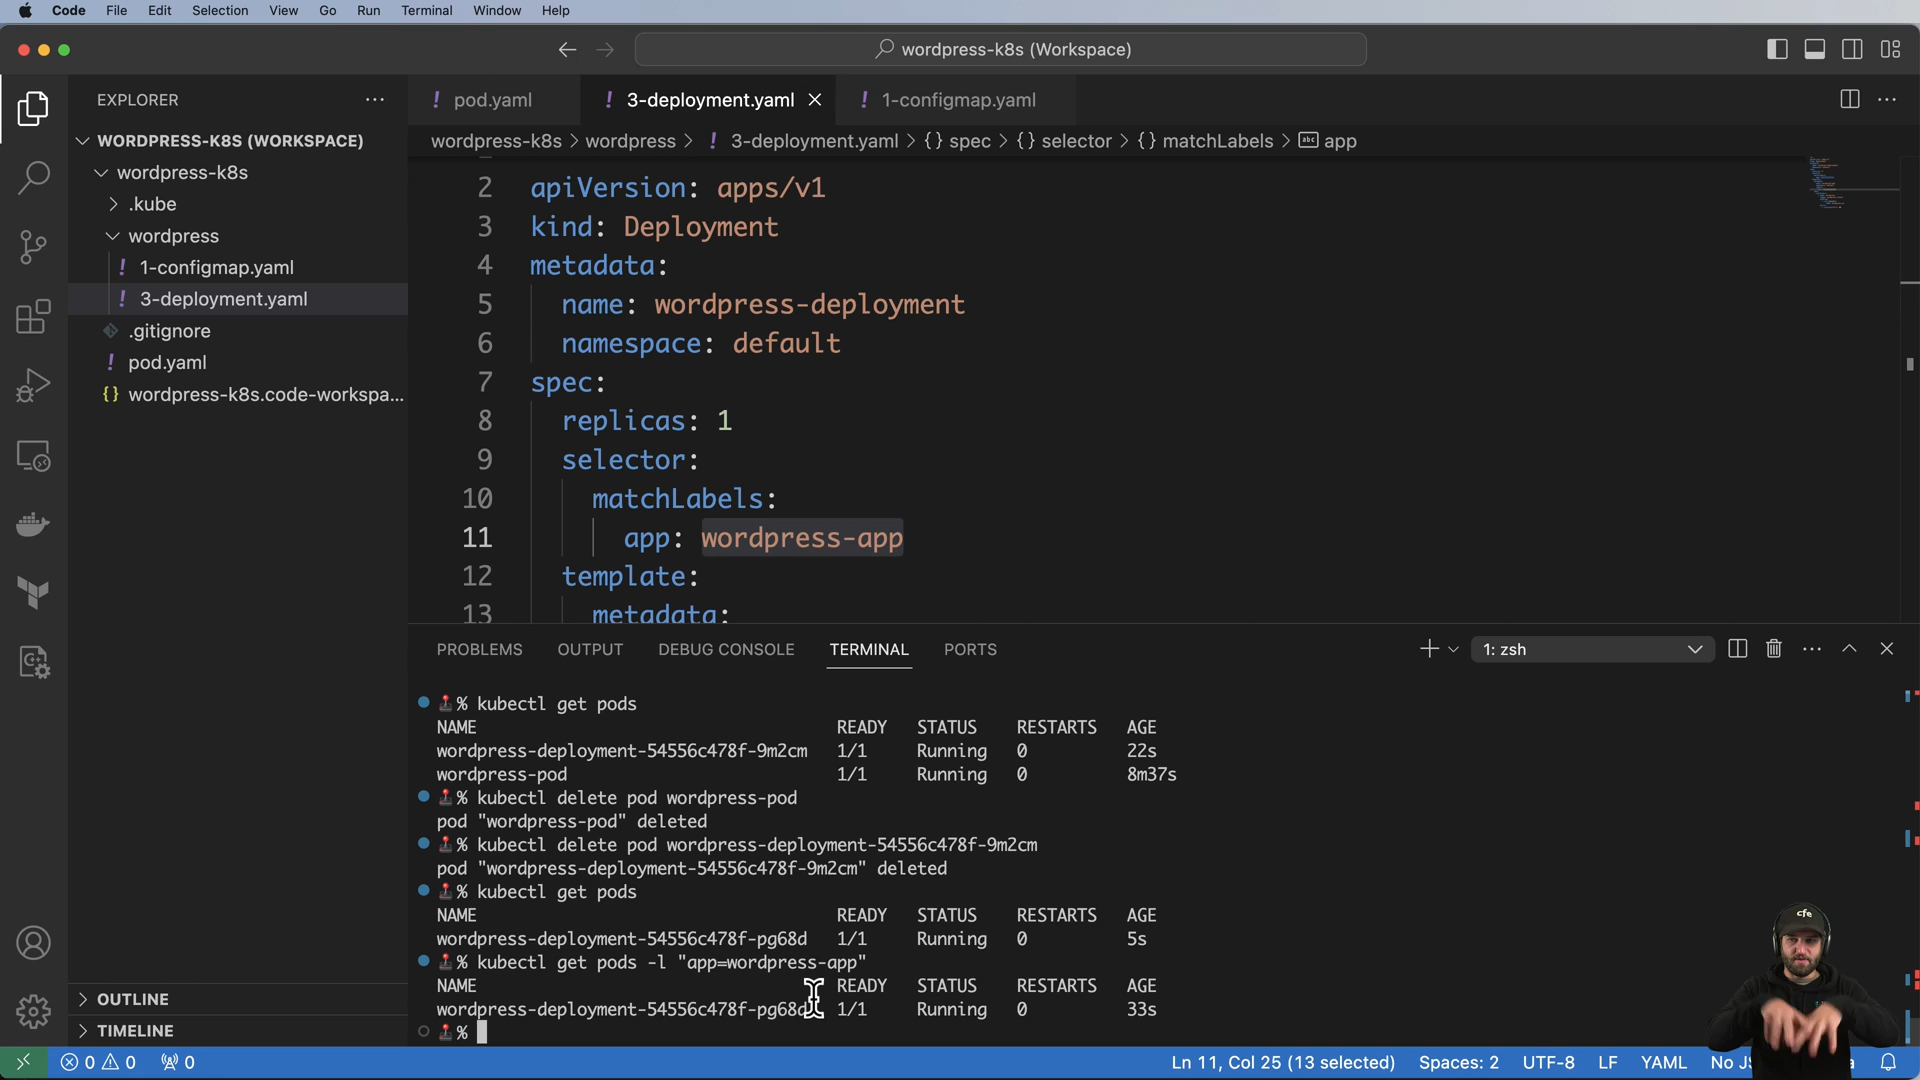 Code File Edit Selection View Go Run Terminal Window Help
wordpress-k8s (Workspace)
EXPLORER
pod.yaml
3-deployment.yaml
1-configmap.yaml
WORDPRESS-K8S (WORKSPACE)
wordpress-k8s
.kube
wordpress
1-configmap.yaml
3-deployment.yaml
.gitignore
pod.yaml
wordpress-k8s.code-workspa...
OUTLINE
TIMELINE
wordpress-k8s > wordpress > ! 3-deployment.yaml > {} spec > {} selector > {} matchLabels > abc app
2 apiVersion: apps/v1
3 kind: Deployment
4 metadata:
5 name: wordpress-deployment
6 namespace: default
7 spec:
8 replicas: 1
9 selector:
10 matchLabels:
11 app: wordpress-app
12 template:
13 metadata:
PROBLEMS OUTPUT DEBUG CONSOLE TERMINAL PORTS
1: zsh
% kubectl get pods
NAME READY STATUS RESTARTS AGE
wordpress-deployment-54556c478f-9m2cm 1/1 Running 0 22s
wordpress-pod 1/1 Running 0 8m37s
% kubectl delete pod wordpress-pod
pod "wordpress-pod" deleted
% kubectl delete pod wordpress-deployment-54556c478f-9m2cm
pod "wordpress-deployment-54556c478f-9m2cm" deleted
% kubectl get pods
NAME READY STATUS RESTARTS AGE
wordpress-deployment-54556c478f-pg68d 1/1 Running 0 5s
% kubectl get pods -l "app=wordpress-app"
NAME READY STATUS RESTARTS AGE
wordpress-deployment-54556c478f-pg68d 1/1 Running 0 33s
%
cfe
0 0 0
Ln 11, Col 25 (13 selected) Spaces: 2 UTF-8 LF YAML No